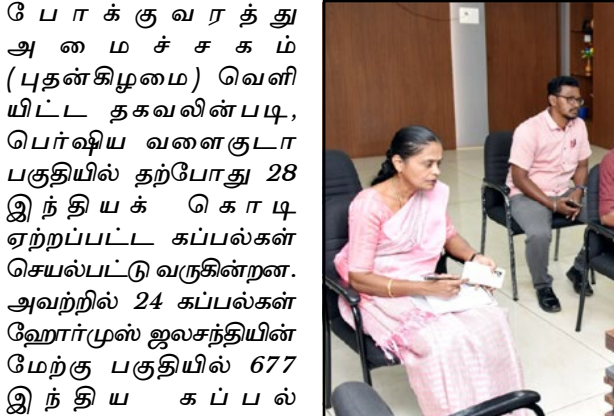 போக்குவரத்து
அமைச்சகம்
(புதன்கிழமை) வெளி
யிட்ட தகவலின்படி,
பெர்ஷிய வளைகுடா
பகுதியில் தற்போது 28
இந்தியக் கொடி
ஏற்றப்பட்ட கப்பல்கள்
செயல்பட்டு வருகின்றன.
அவற்றில் 24 கப்பல்கள்
ஹோர்முஸ் ஜலசந்தியின்
மேற்கு பகுதியில் 677
இந்திய கப்பல்